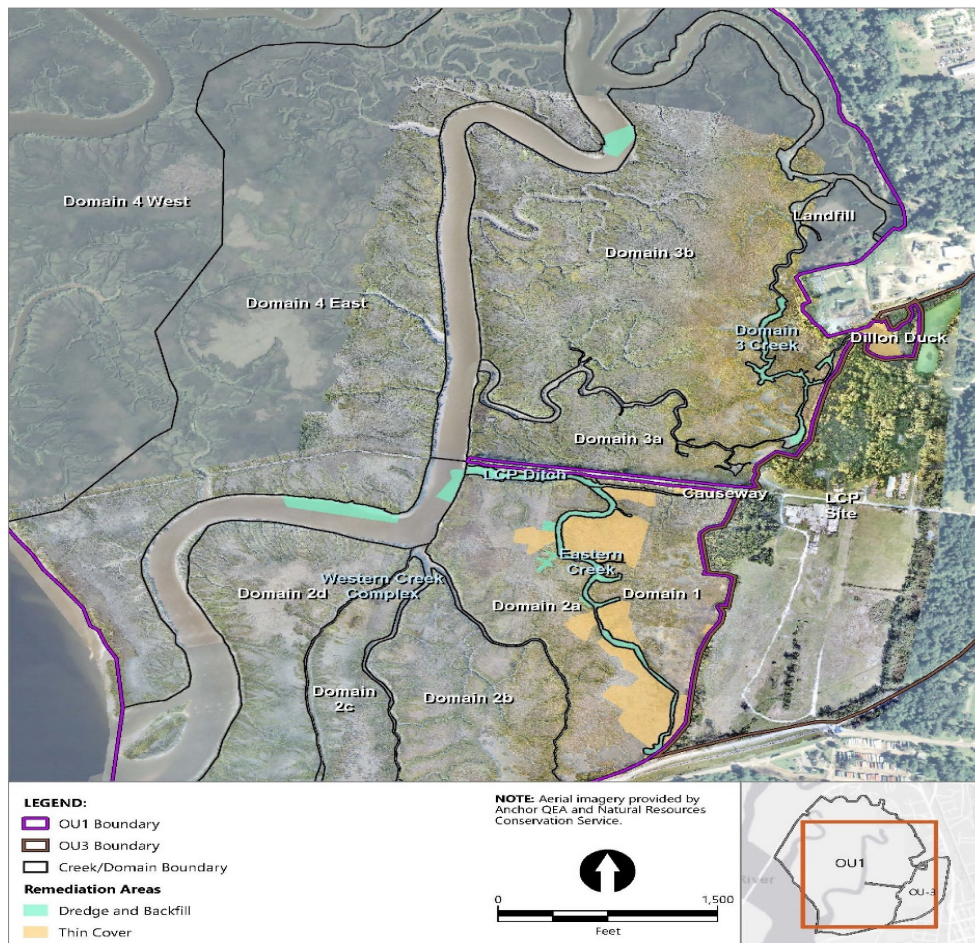 Domain 4 West
Landfill
Domain 3b
Domain 4 East
Domain
3 Creek
Dillon Duck
Domain 3a
LCP Ditch
Causeway
LCP
Site
Eastern
Creek
Western Creek
Complex
Domain 2d
Domain 2a
Domain 1
Domain
2c
Domain 2b
LEGEND:
OU1 Boundary
OU3 Boundary
Creek/Domain Boundary
Remediation Areas
Dredge and Backfill
Thin Cover
NOTE: Aerial imagery provided by
Anchor QEA and Natural Resources
Conservation Service.
0 1,500
Feet
OU1
River
OU-3